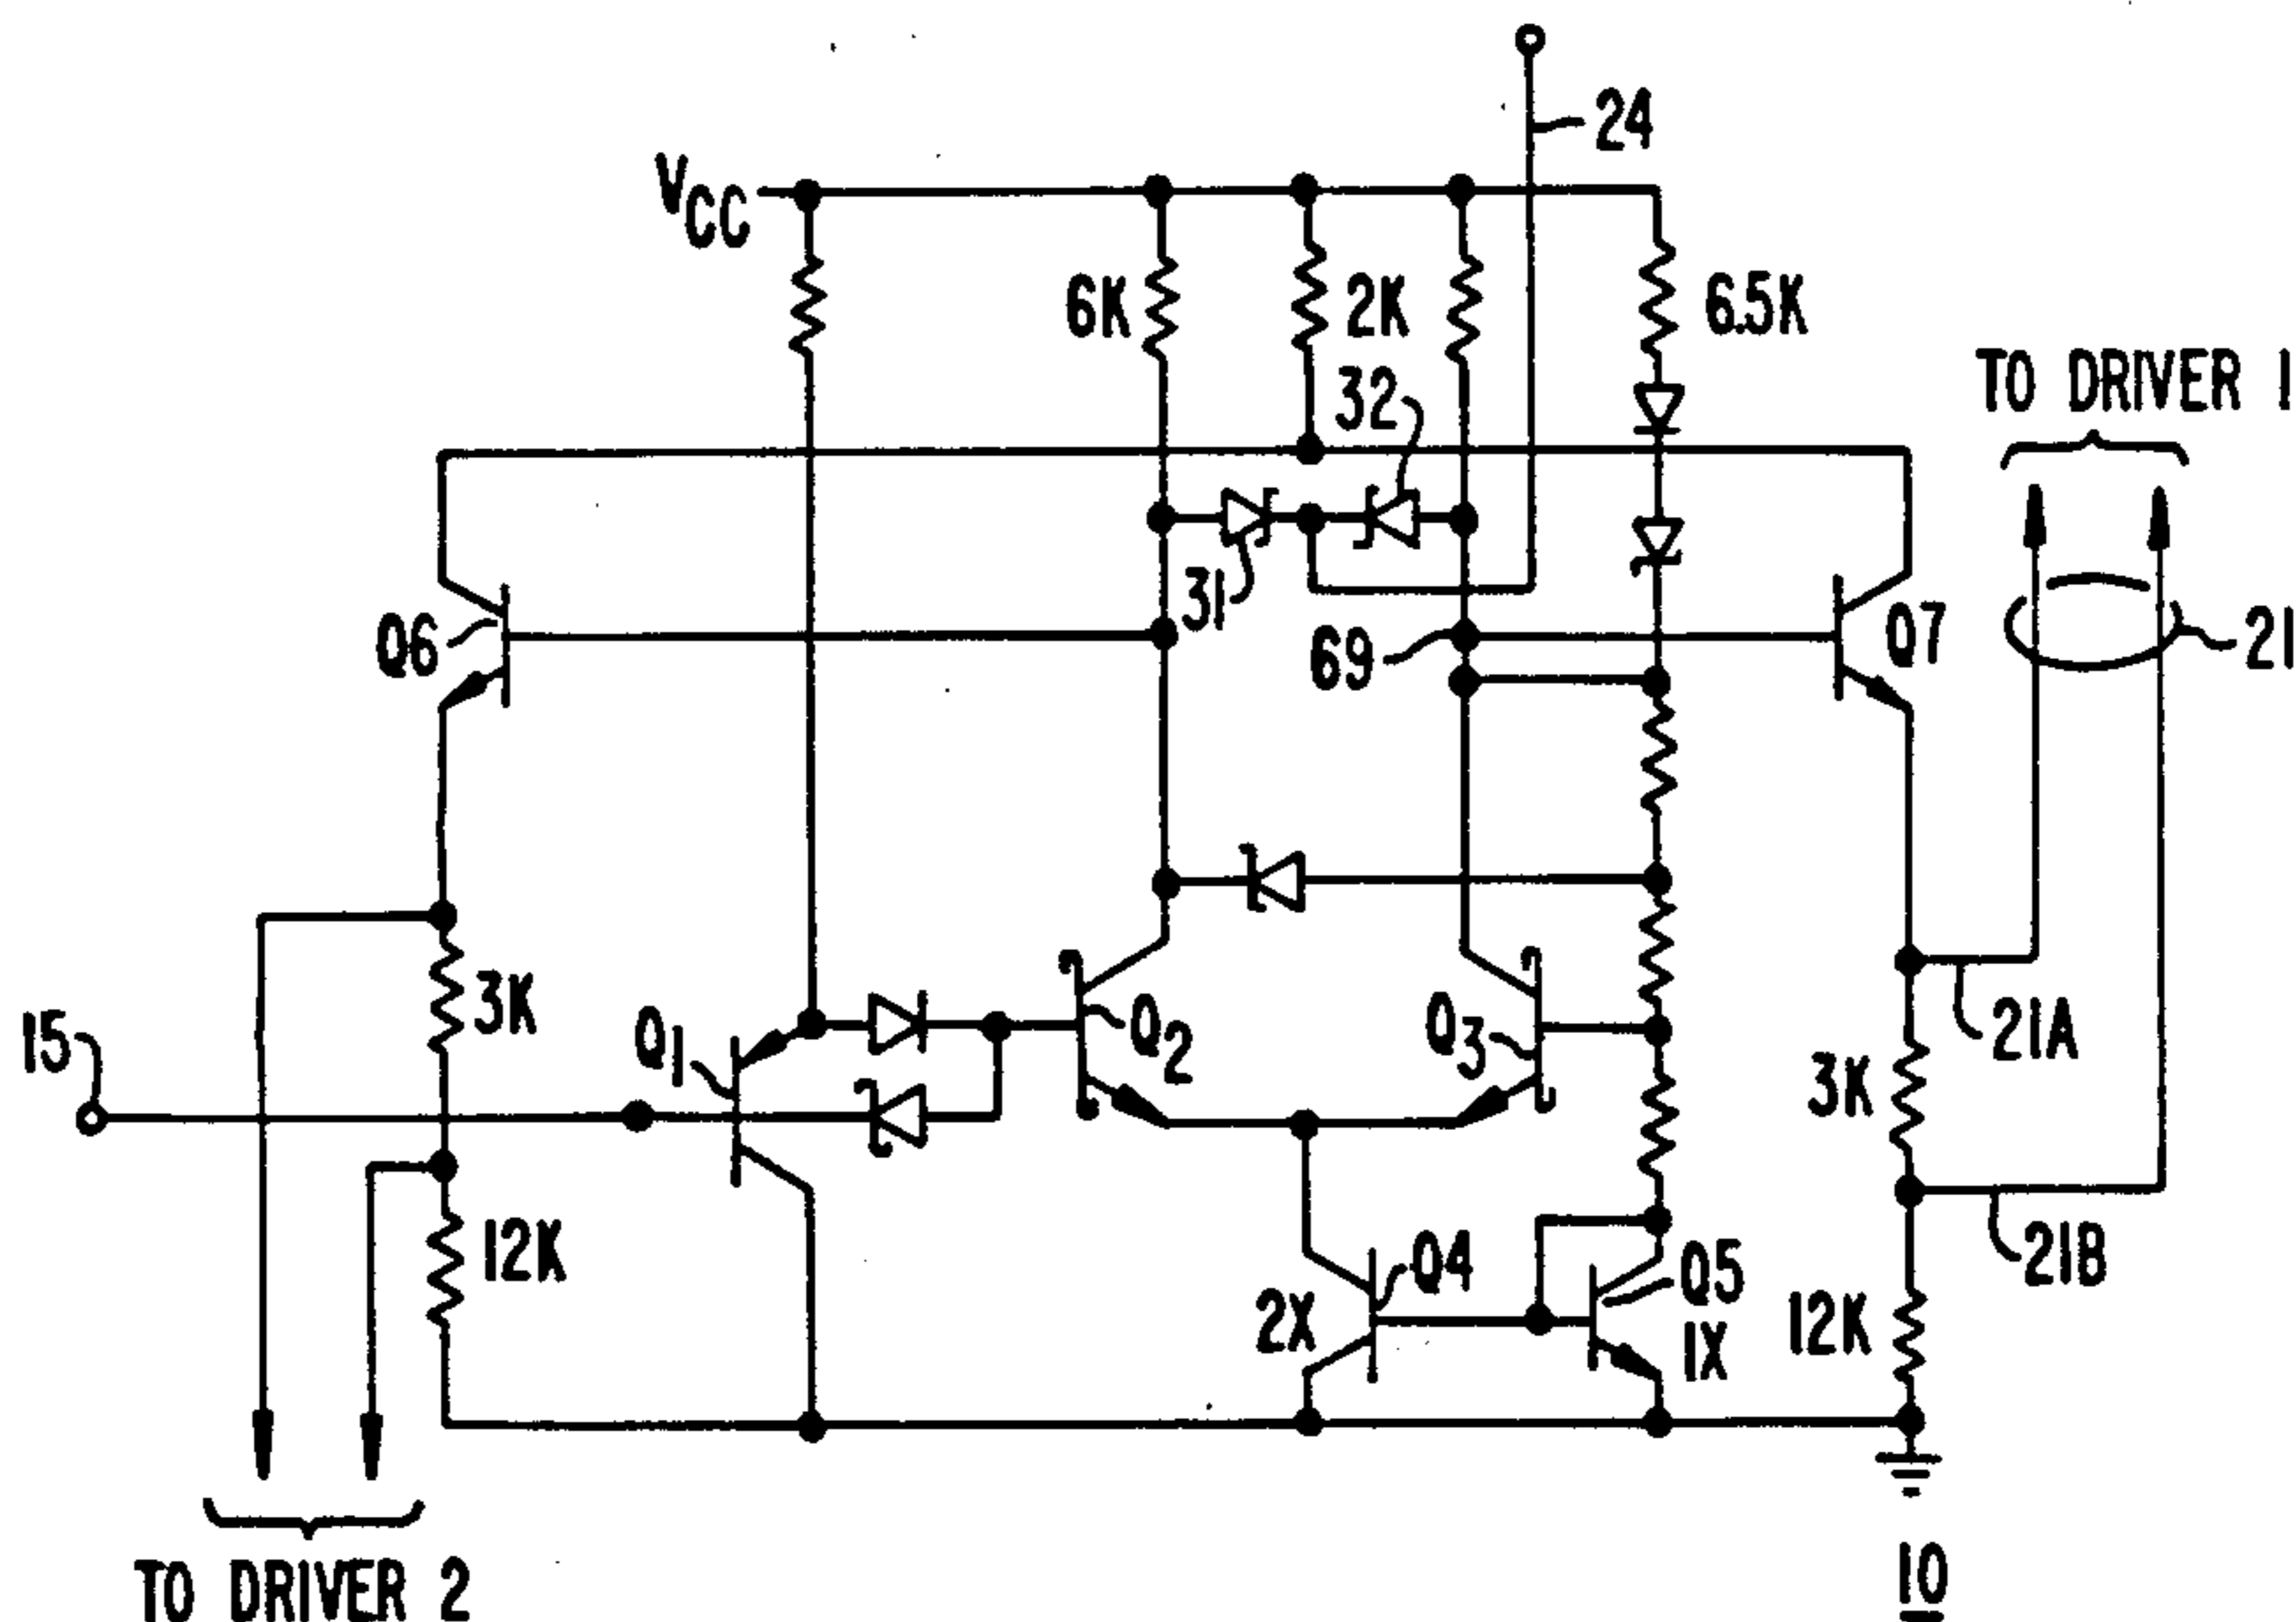 24
VCC
6K
2K
6.5K
32
TO DRIVER 1
31
Q6
69
Q7
21
15
3K
Q1
Q2
Q3
21A
3K
12K
Q4
2X
Q5
1X
21B
12K
TO DRIVER 2
10